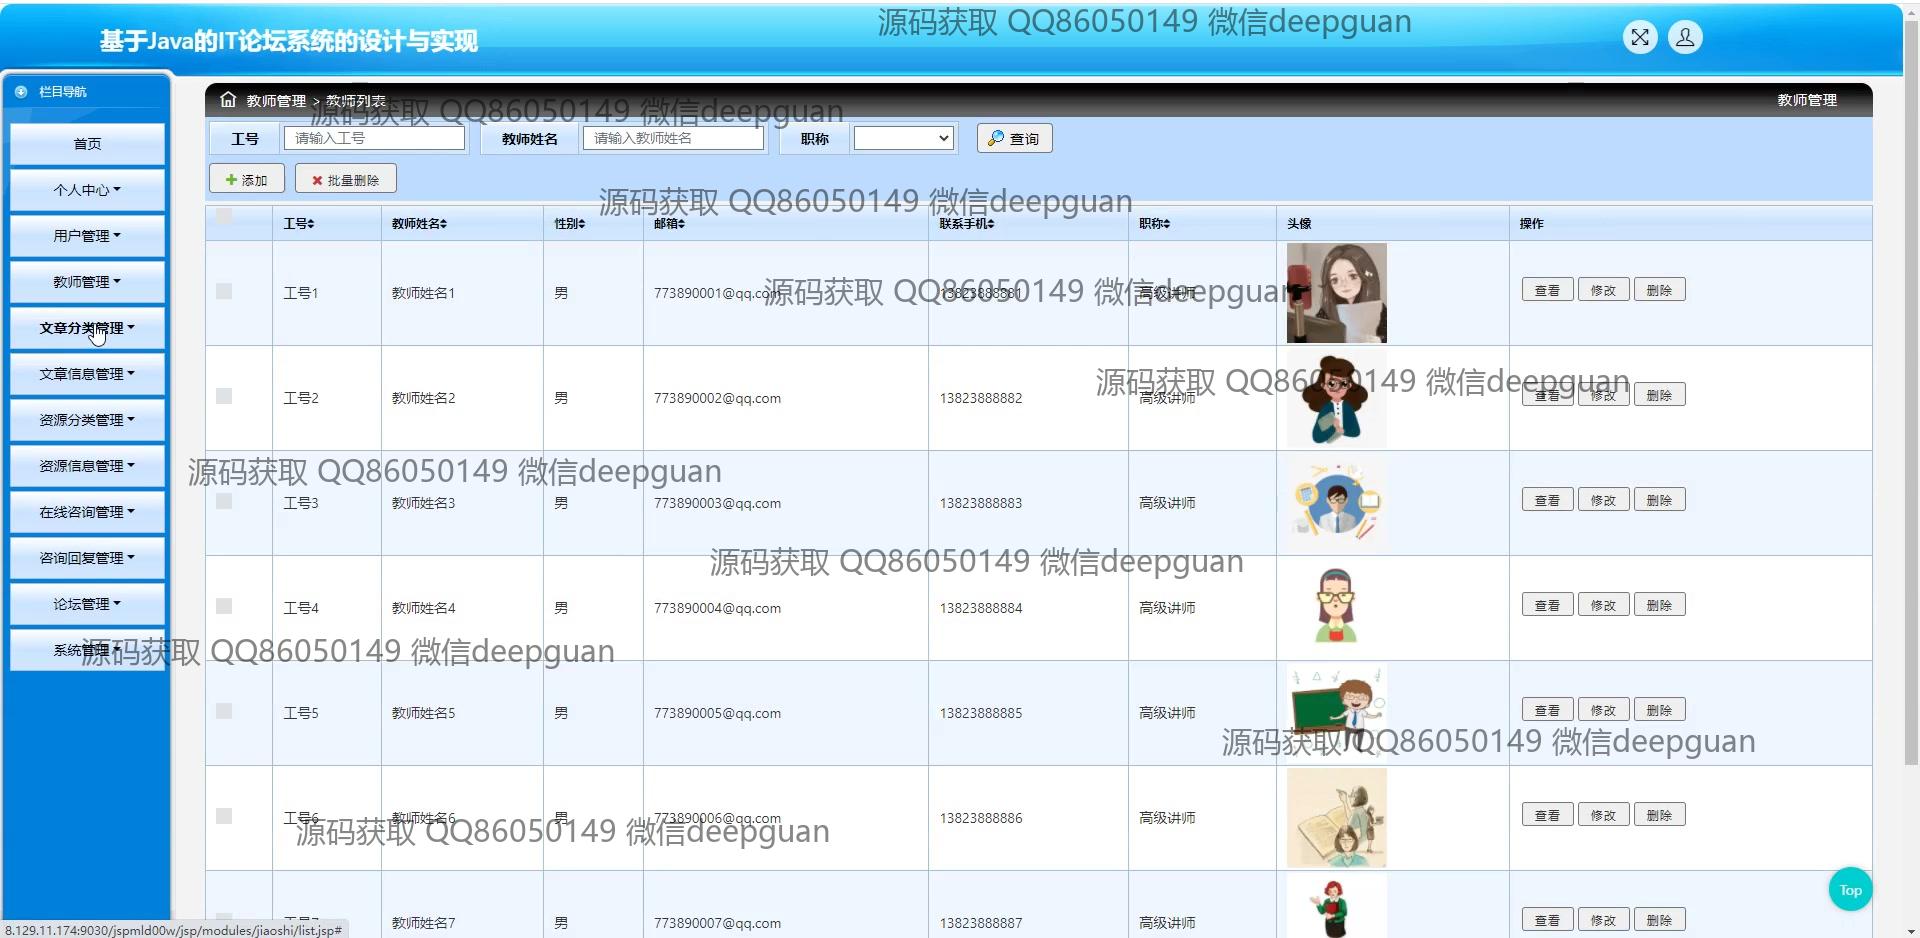 源码获取 QQ86050149 微信deepguan
基于Java的IT论坛系统的设计与实现
栏目导航
首页
个人中心
用户管理
教师管理
文章分类管理
文章信息管理
资源分类管理
资源信息管理
在线咨询管理
咨询回复管理
论坛管理
系统管理
教师管理 > 教师列表
教师管理
源码获取 QQ86050149 微信deepguan
工号 请输入工号 教师姓名 请输入教师姓名 职称 查询
添加 批量删除
源码获取 QQ86050149 微信deepguan
工号 教师姓名 性别 邮箱 联系手机 职称 头像 操作
工号1 教师姓名1 男 773890001@qq.com 13823888881 高级讲师 查看 修改 删除
源码获取 QQ86050149 微信deepguan
工号2 教师姓名2 男 773890002@qq.com 13823888882 高级讲师 查看 修改 删除
源码获取 QQ86050149 微信deepguan
源码获取 QQ86050149 微信deepguan
工号3 教师姓名3 男 773890003@qq.com 13823888883 高级讲师 查看 修改 删除
源码获取 QQ86050149 微信deepguan
工号4 教师姓名4 男 773890004@qq.com 13823888884 高级讲师 查看 修改 删除
源码获取 QQ86050149 微信deepguan
工号5 教师姓名5 男 773890005@qq.com 13823888885 高级讲师 查看 修改 删除
源码获取 QQ86050149 微信deepguan
工号6 教师姓名6 男 773890006@qq.com 13823888886 高级讲师 查看 修改 删除
源码获取 QQ86050149 微信deepguan
工号7 教师姓名7 男 773890007@qq.com 13823888887 高级讲师 查看 修改 删除
Top
8.129.11.174:9030/jspmld00w/jsp/modules/jiaoshi/list.jsp#